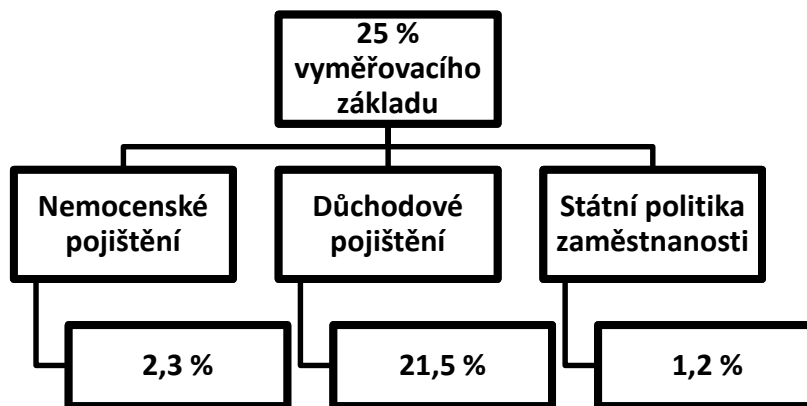 25 %
vyměřovacího
základu
Nemocenské
pojištění
Důchodové
pojištění
Státní politika
zaměstnanosti
2,3 %
21,5 %
1,2 %